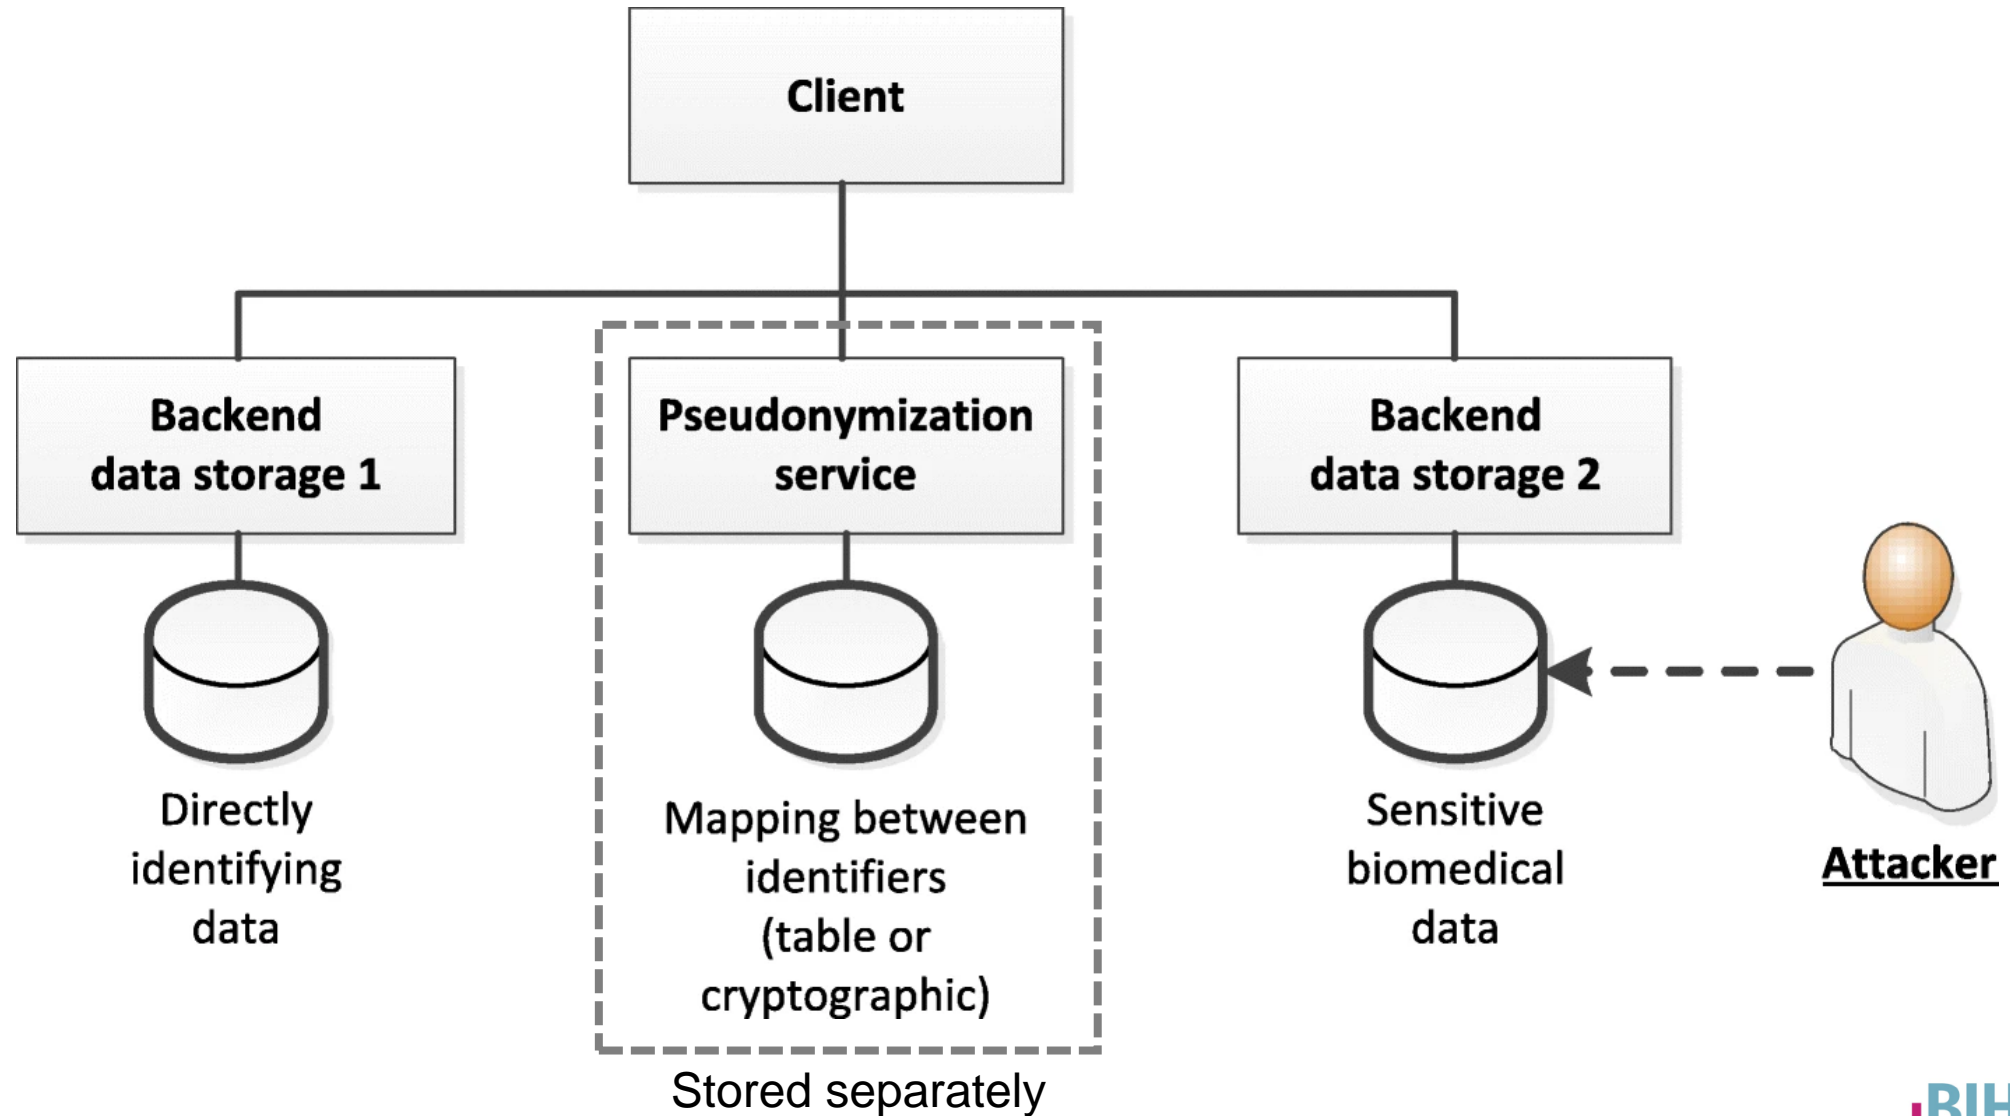 Client
Backend
data storage 1
Pseudonymization
service
Backend
data storage 2
Directly
identifying
data
Mapping between
identifiers
(table or
cryptographic)
Sensitive
biomedical
data
Attacker
Stored separately
BIH